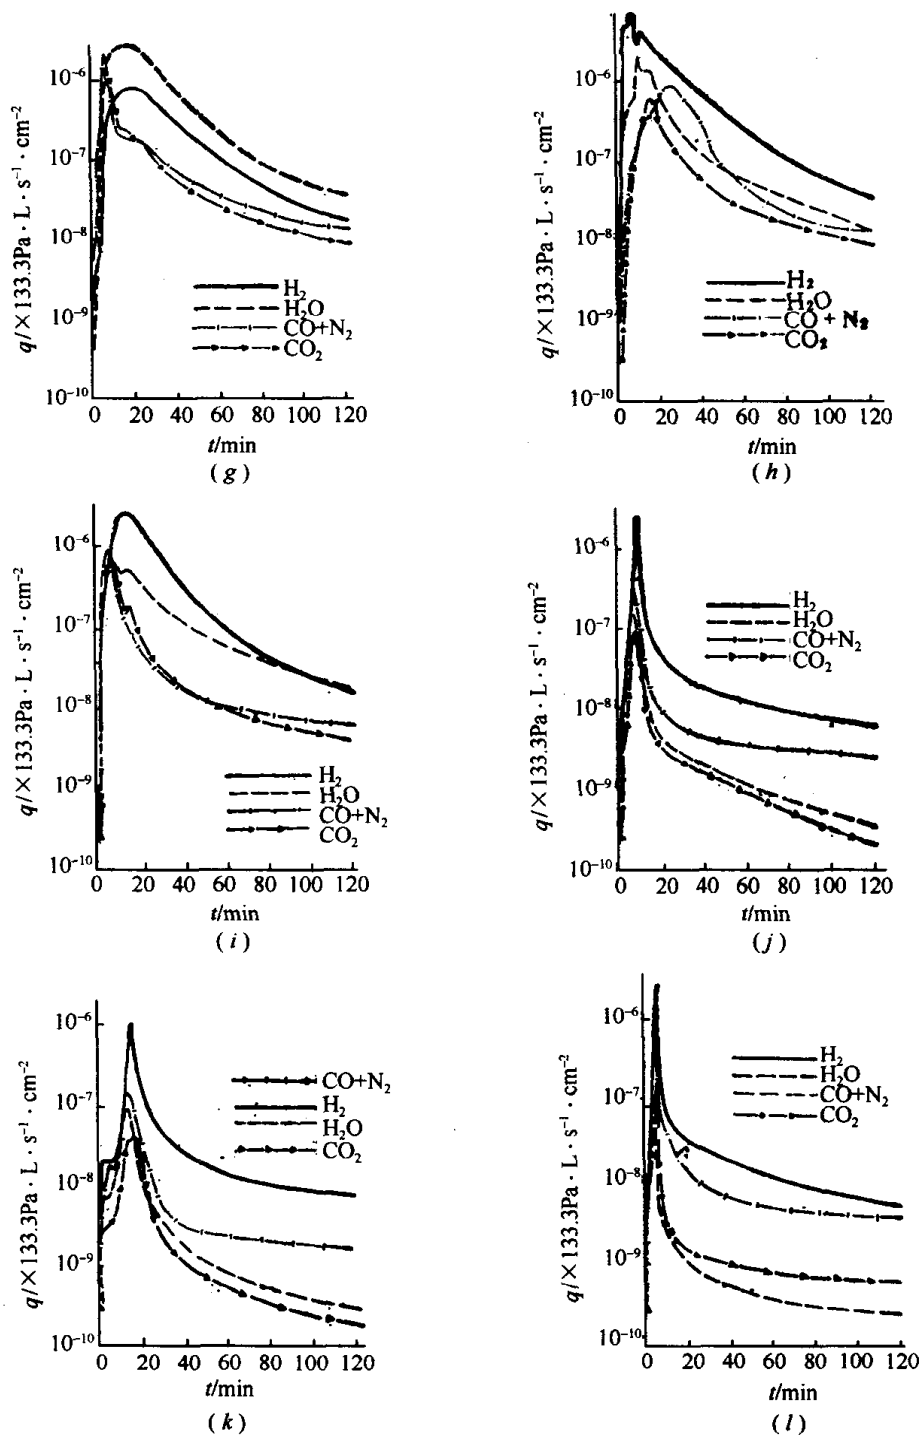 q/×133.3Pa · L · s⁻¹ · cm⁻²
10⁻⁶
10⁻⁷
10⁻⁸
10⁻⁹
10⁻¹⁰
H₂
H₂O
CO+N₂
CO₂
0 20 40 60 80 100 120
t/min
(g)
q/×133.3Pa · L · s⁻¹ · cm⁻²
10⁻⁶
10⁻⁷
10⁻⁸
10⁻⁹
10⁻¹⁰
H₂
H₂O
CO + N₂
CO₂
0 20 40 60 80 100 120
t/min
(h)
q/×133.3Pa · L · s⁻¹ · cm⁻²
10⁻⁶
10⁻⁷
10⁻⁸
10⁻⁹
10⁻¹⁰
H₂
H₂O
CO+N₂
CO₂
0 20 40 60 80 100 120
t/min
(i)
q/×133.3Pa · L · s⁻¹ · cm⁻²
10⁻⁶
10⁻⁷
10⁻⁸
10⁻⁹
10⁻¹⁰
H₂
H₂O
CO+N₂
CO₂
0 20 40 60 80 100 120
t/min
(j)
q/×133.3Pa · L · s⁻¹ · cm⁻²
10⁻⁶
10⁻⁷
10⁻⁸
10⁻⁹
10⁻¹⁰
CO+N₂
H₂
H₂O
CO₂
0 20 40 60 80 100 120
t/min
(k)
q/×133.3Pa · L · s⁻¹ · cm⁻²
10⁻⁶
10⁻⁷
10⁻⁸
10⁻⁹
10⁻¹⁰
H₂
H₂O
CO+N₂
CO₂
0 20 40 60 80 100 120
t/min
(l)